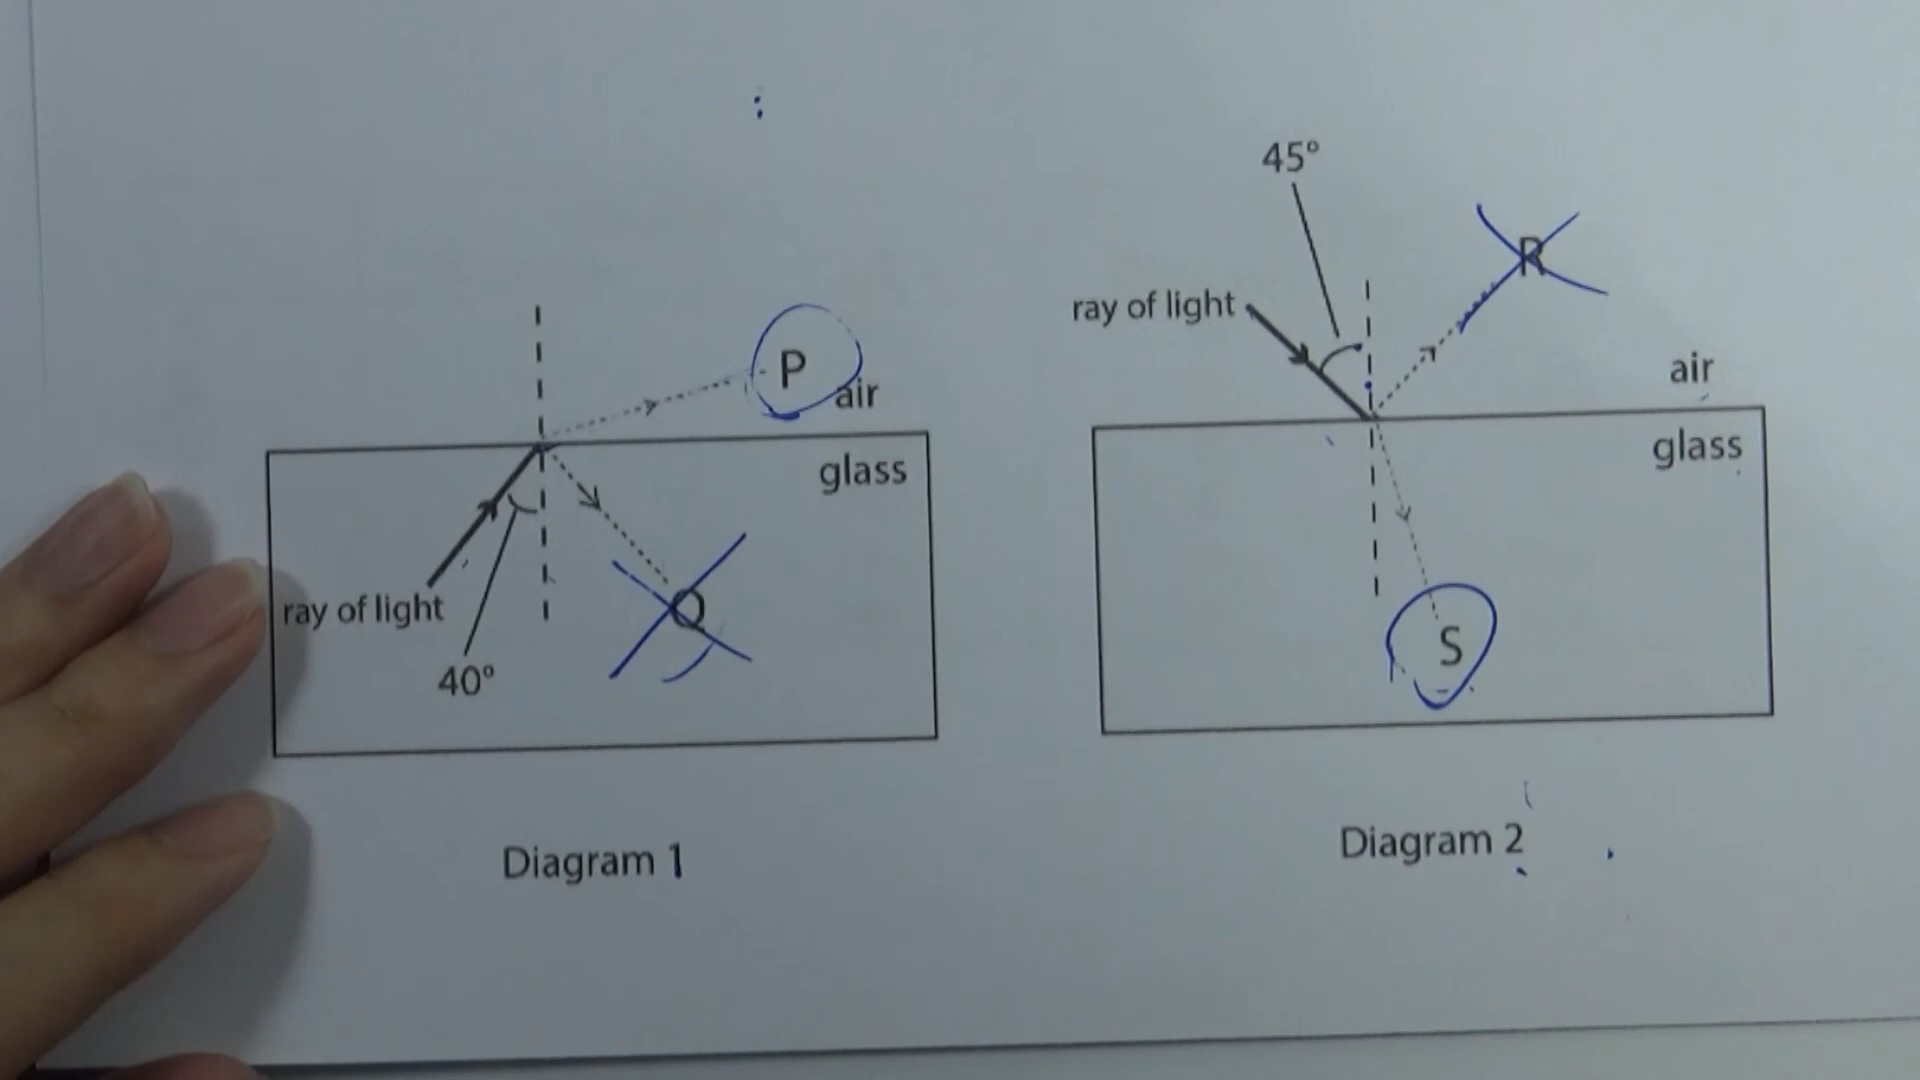 P
air
glass
ray of light
Q
40°
Diagram 1
45°
R
ray of light
air
glass
S
Diagram 2